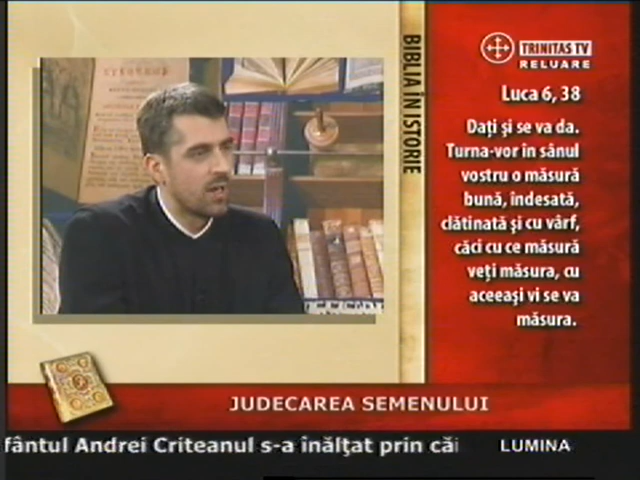 BIBLIA ÎN ISTORIE
TRINITAS TV
RELUARE
Luca 6, 38
Daţi şi se va da.
Turna-vor în sânul
vostru o măsură
bună, îndesată,
clătinată şi cu vârf,
căci cu ce măsură
veţi măsura, cu
aceeaşi vi se va
măsura.
JUDECAREA SEMENULUI
fântul Andrei Criteanul s-a înălţat prin căi
LUMINA